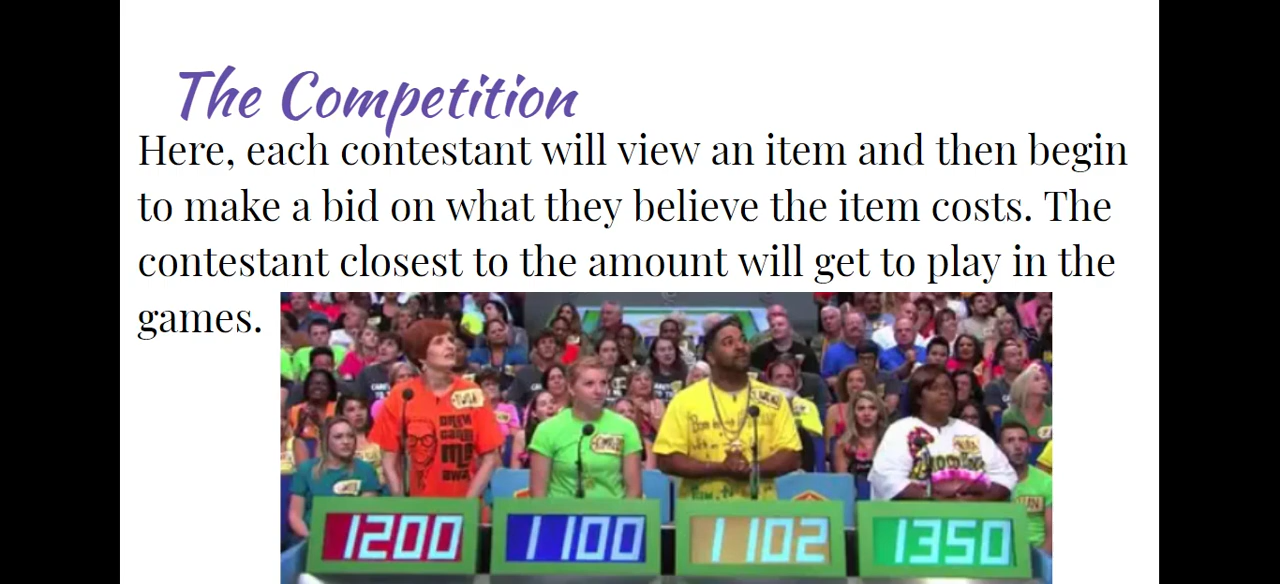 The Competition
Here, each contestant will view an item and then begin
to make a bid on what they believe the item costs. The
contestant closest to the amount will get to play in the
games.
1200
1100
1102
1350